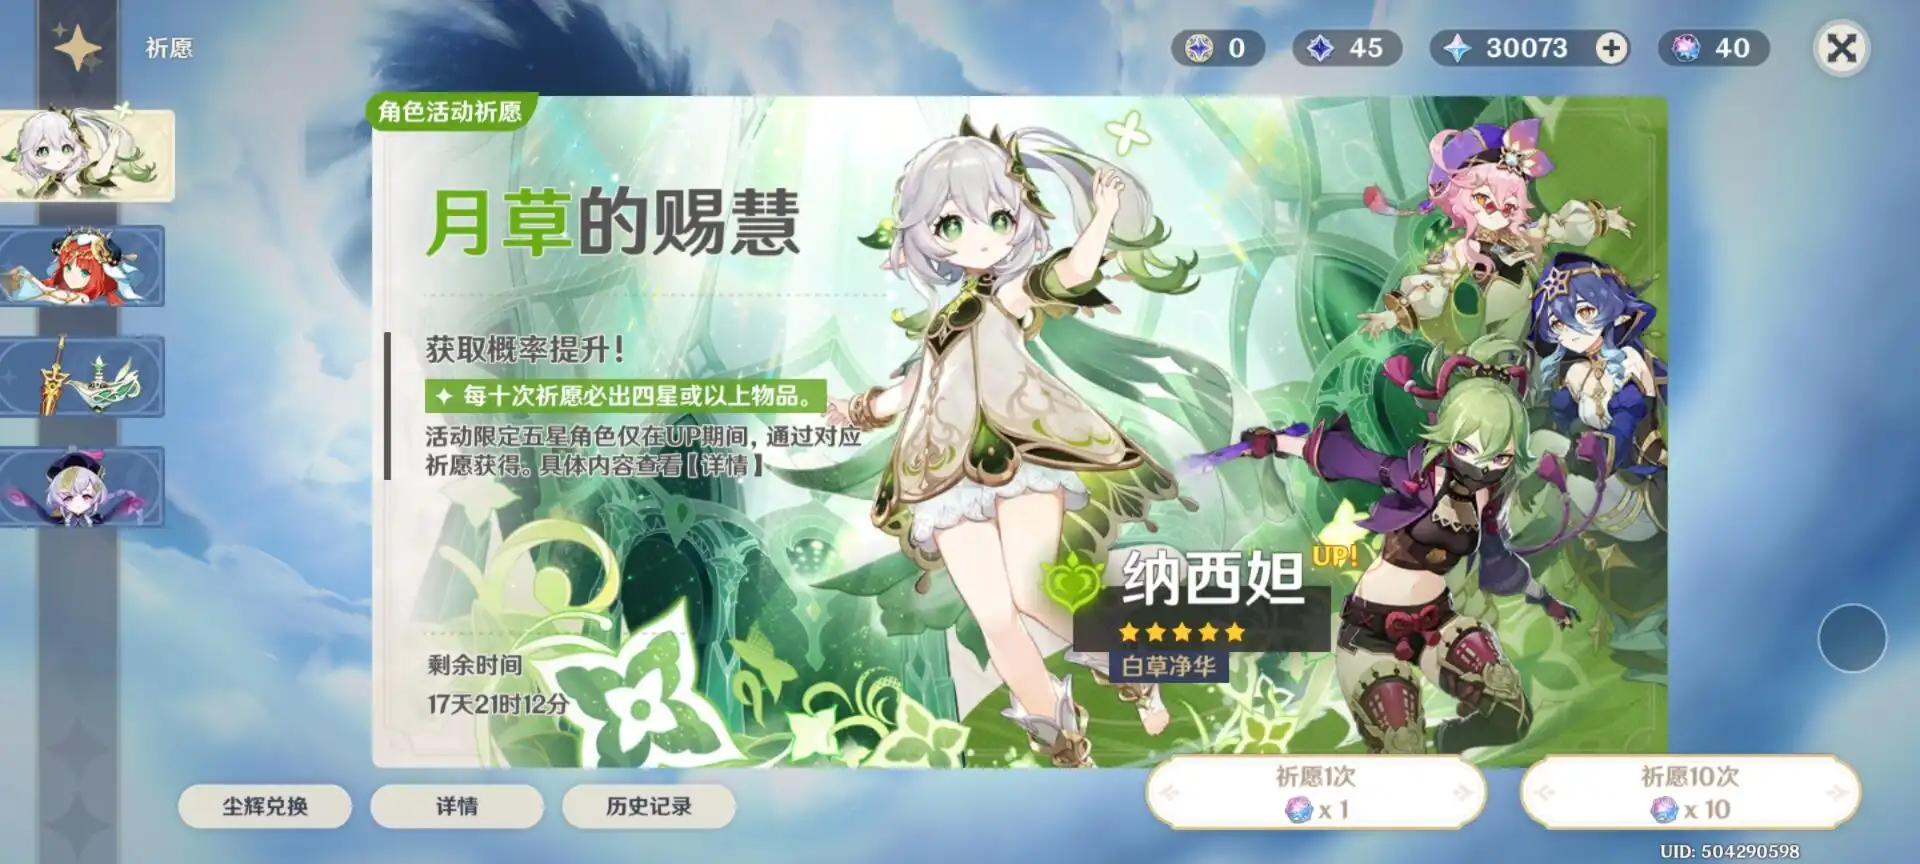 祈愿
0
45
30073
40
角色活动祈愿
月草的赐慧
获取概率提升！
每十次祈愿必出四星或以上物品。
活动限定五星角色仅在UP期间，通过对应
祈愿获得。具体内容查看【详情】
纳西妲
UP!
白草净华
剩余时间
17天21时12分
尘辉兑换
详情
历史记录
祈愿1次
x 1
祈愿10次
x 10
UID: 504290598